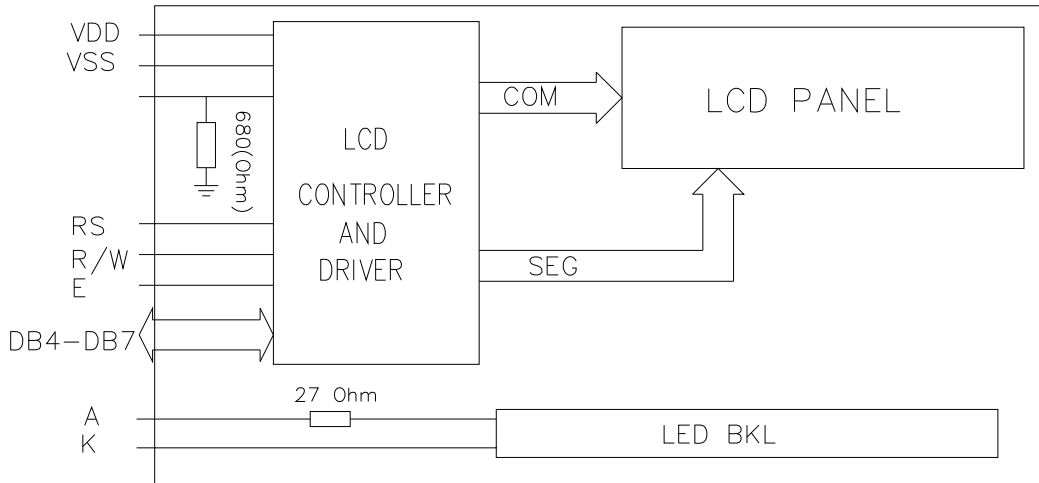 VDD
VSS
680(Ohm)
RS
R/W
E
DB4-DB7
A
K
LCD
CONTROLLER
AND
DRIVER
COM
SEG
LCD PANEL
27 Ohm
LED BKL